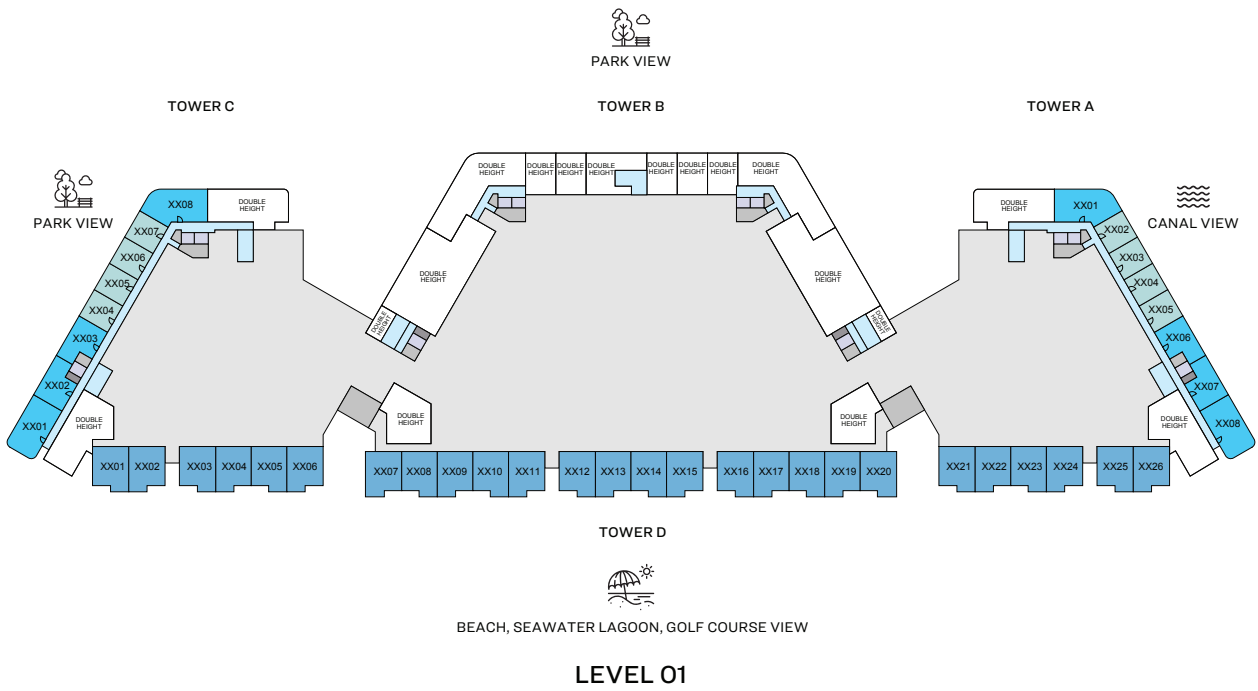 PARK VIEW
TOWER C
TOWER B
TOWER A
PARK VIEW
CANAL VIEW
XX08
DOUBLE
HEIGHT
XX07
XX06
XX05
XX04
XX03
XX02
XX01
DOUBLE
HEIGHT
DOUBLE
HEIGHT
DOUBLE
HEIGHT
DOUBLE
HEIGHT
DOUBLE
HEIGHT
DOUBLE
HEIGHT
DOUBLE
HEIGHT
DOUBLE
HEIGHT
DOUBLE
HEIGHT
DOUBLE
HEIGHT
DOUBLE
HEIGHT
DOUBLE
HEIGHT
DOUBLE
HEIGHT
DOUBLE
HEIGHT
DOUBLE
HEIGHT
XX01
XX02
XX03
XX04
XX05
XX06
XX07
XX08
DOUBLE
HEIGHT
DOUBLE
HEIGHT
DOUBLE
HEIGHT
XX01 XX02 XX03 XX04 XX05 XX06 XX07 XX08 XX09 XX10 XX11 XX12 XX13 XX14 XX15 XX16 XX17 XX18 XX19 XX20 XX21 XX22 XX23 XX24 XX25 XX26
TOWER D
BEACH, SEAWATER LAGOON, GOLF COURSE VIEW
LEVEL 01